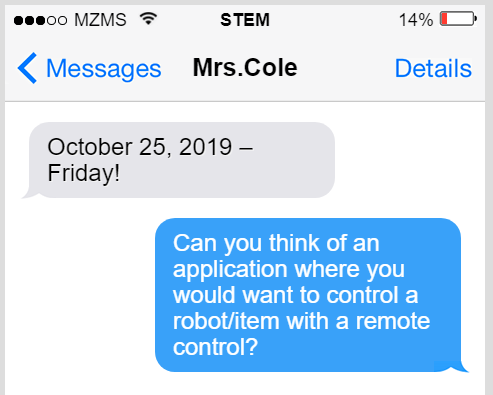 MZMS STEM 14%
Messages Mrs.Cole Details
October 25, 2019 –
Friday!
Can you think of an
application where you
would want to control a
robot/item with a remote
control?